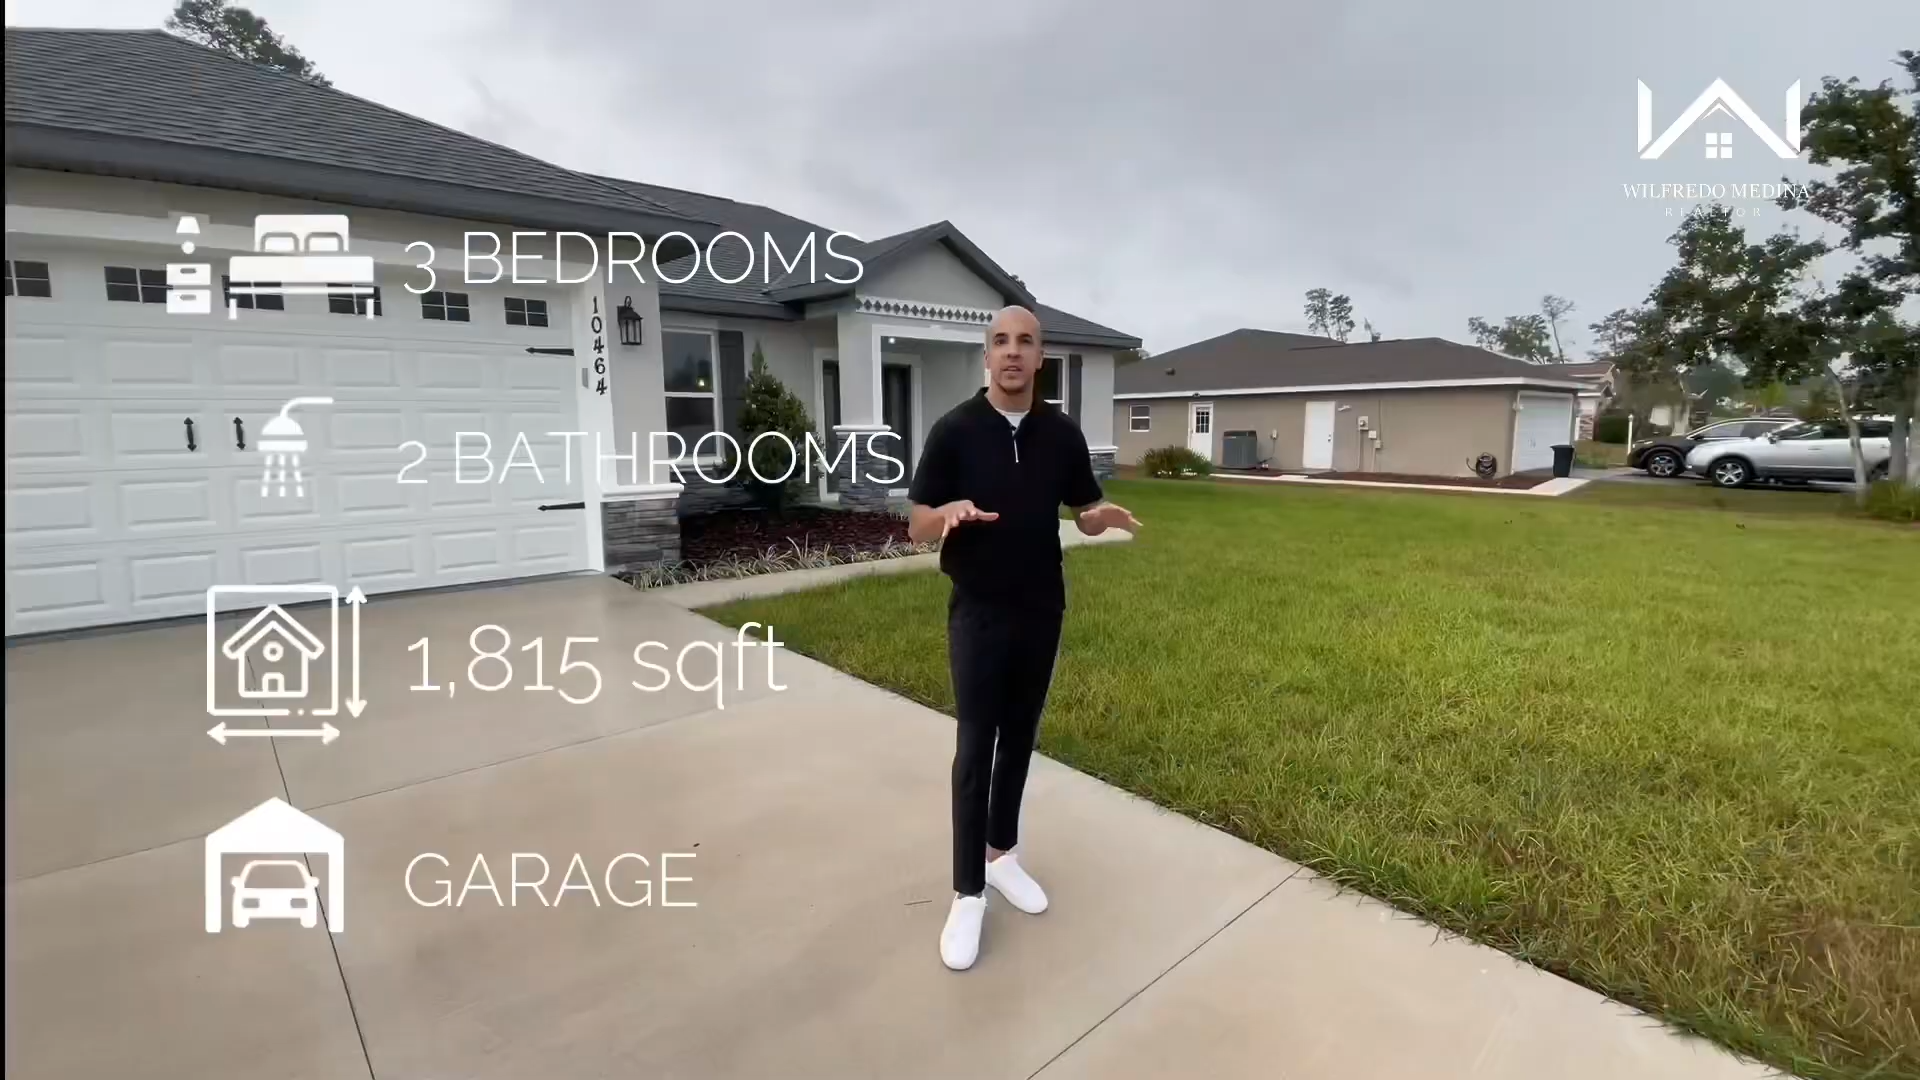 WILFREDO MEDINA
REALTOR
3 BEDROOMS
10464
2 BATHROOMS
1,815 sqft
GARAGE